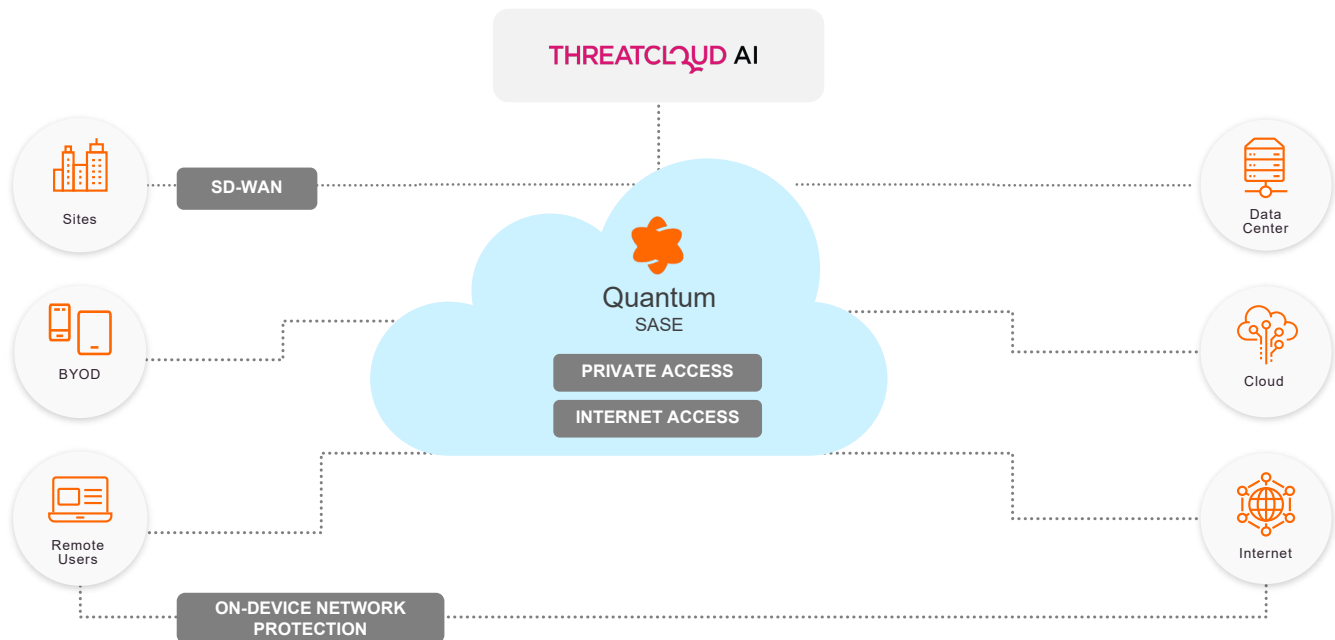 THREATCLOUD AI
Sites
SD-WAN
Data
Center
Quantum
SASE
BYOD
PRIVATE ACCESS
Cloud
INTERNET ACCESS
Remote
Users
Internet
ON-DEVICE NETWORK
PROTECTION